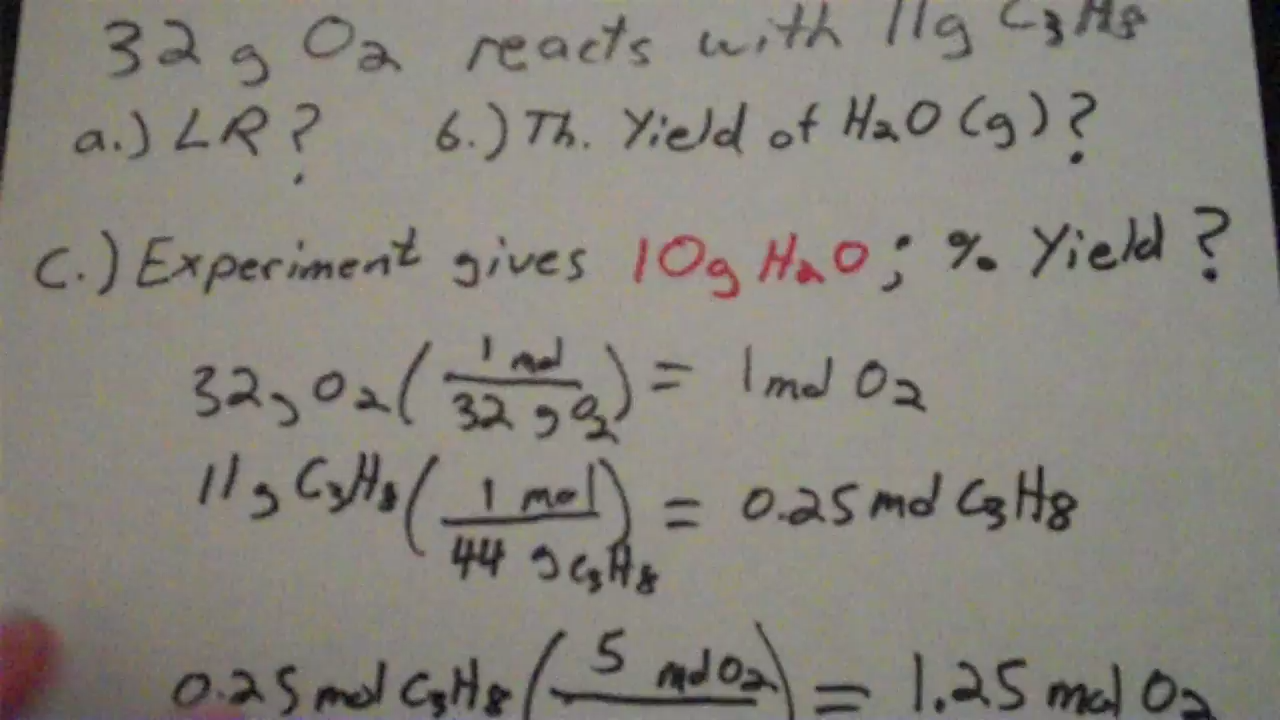 32 g O2 reacts with 11g C3H8
a.) LR? b.) Th. Yield of H2O (g)?
C.) Experiment gives 10g H2O; % Yield?
32g O2 (1 mol / 32 g O2) = 1 mol O2
11g C3H8 (1 mol / 44 g C3H8) = 0.25 mol C3H8
0.25 mol C3H8 (5 mol O2 = 1.25 mol O2